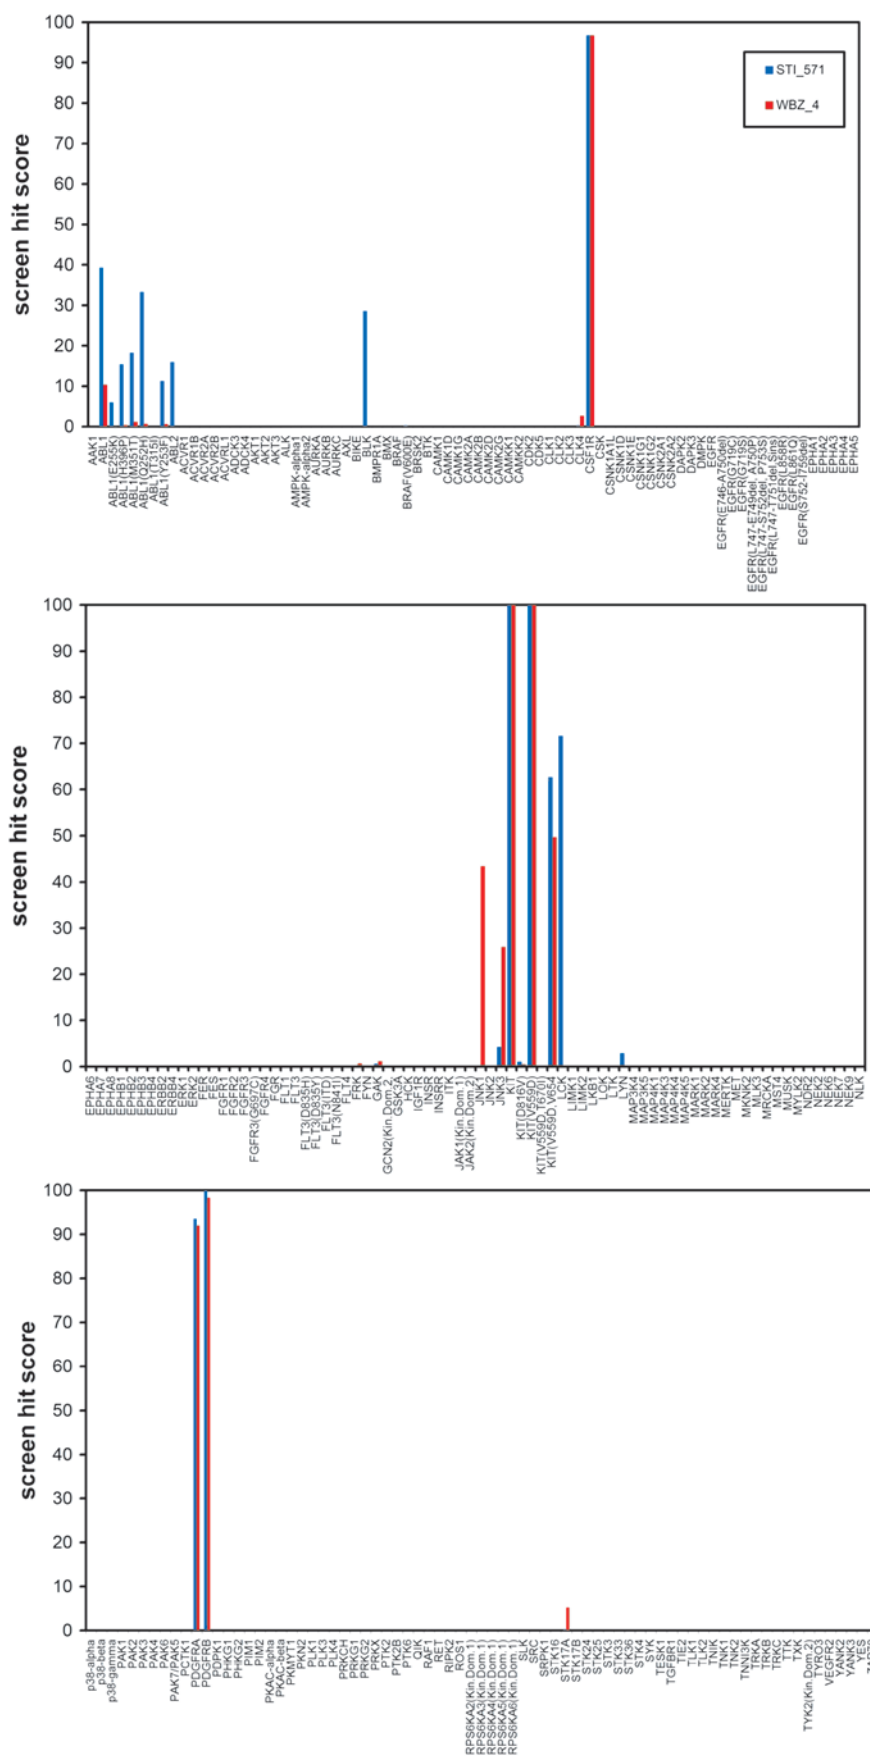 screen hit score
100
90
80
70
60
50
40
30
20
10
0
STI_571
WBZ_4
AAK1
ABL1
ABL1(E255K)
ABL1(H396P)
ABL1(M351T)
ABL1(Q252H)
ABL1(T315I)
ABL1(Y253F)
ABL2
ACVR1
ACVR1B
ACVR2A
ACVR2B
ACVRL1
ADCK3
ADCK4
AKT1
AKT2
AKT3
ALK
AMPK-alpha1
AMPK-alpha2
AURKA
AURKB
AURKC
AXL
BIKE
BLK
BMPR1A
BMX
BRAF
BRAF(V600E)
BRSK2
BTK
CAMK1
CAMK1D
CAMK1G
CAMK2A
CAMK2B
CAMK2D
CAMK2G
CAMKK1
CAMKK2
CDK2
CDK5
CLK1
CLK2
CLK3
CLK4
CSF1R
CSK
CSNK1A1L
CSNK1D
CSNK1E
CSNK1G1
CSNK1G2
CSNK2A1
CSNK2A2
DAPK2
DAPK3
DMPK
EGFR
EGFR(E746-A750del)
EGFR(G719C)
EGFR(G719S)
EGFR(L747-E749del, A750P)
EGFR(L747-S752del, P753S)
EGFR(L747-T751del,Sins)
EGFR(L858R)
EGFR(L861Q)
EGFR(S752-I759del)
EPHA1
EPHA2
EPHA3
EPHA4
EPHA5
screen hit score
100
90
80
70
60
50
40
30
20
10
0
EPHA6
EPHA7
EPHA8
EPHB1
EPHB2
EPHB3
EPHB4
ERBB2
ERBB4
ERK1
ERK2
FER
FES
FGFR1
FGFR2
FGFR3
FGFR3(G697C)
FGFR4
FGR
FLT1
FLT3
FLT3(D835H)
FLT3(D835Y)
FLT3(ITD)
FLT3(N841I)
FLT4
FRK
FYN
GAK
GCN2(Kin.Dom.2,
GSK3A
HCK
IGF1R
INSR
INSRR
ITK
JAK1(Kin.Dom.1)
JAK2(Kin.Dom.2)
JNK1
JNK2
JNK3
KIT
KIT(D816V)
KIT(V559D)
KIT(V559D,T670I)
KIT(V559D,V654
LCK
LIMK1
LIMK2
LKB1
LOK
LTK
LYN
MAP3K4
MAP3K5
MAP4K1
MAP4K3
MAP4K4
MAP4K5
MARK1
MARK2
MARK4
MERTK
MET
MKNK2
MLK3
MRCKA
MST4
MUSK
MYLK2
NDR2
NEK2
NEK6
NEK7
NEK9
NLK
screen hit score
100
90
80
70
60
50
40
30
20
10
0
p38-alpha
p38-beta
p38-gamma
PAK1
PAK2
PAK3
PAK4
PAK6
PAK7/PAK5
PCTK1
PDGFRA
PDGFRB
PDPK1
PHKG1
PHKG2
PIM1
PIM2
PKAC-alpha
PKAC-beta
PKMYT1
PKN2
PLK1
PLK3
PLK4
PRKCH
PRKG1
PRKG2
PRKX
PTK2
PTK2B
PTK6
QIK
RAF1
RET
RIPK2
ROS1
RPS6KA2(Kin.Dom.1)
RPS6KA3(Kin.Dom.1)
RPS6KA4(Kin.Dom.1)
RPS6KA5(Kin.Dom.1)
RPS6KA6(Kin.Dom.1)
SLK
SRC
SRPK1
STK16
STK17A
STK17B
STK24
STK25
STK3
STK33
STK36
STK4
SYK
TESK1
TGFBR1
TIE2
TLK1
TLK2
TNIK
TNK1
TNK2
TNNI3K
TRKA
TRKB
TRKC
TTK
TXK
TYK2(Kin.Dom.2)
TYRO3
VEGFR2
YANK2
YANK3
YES